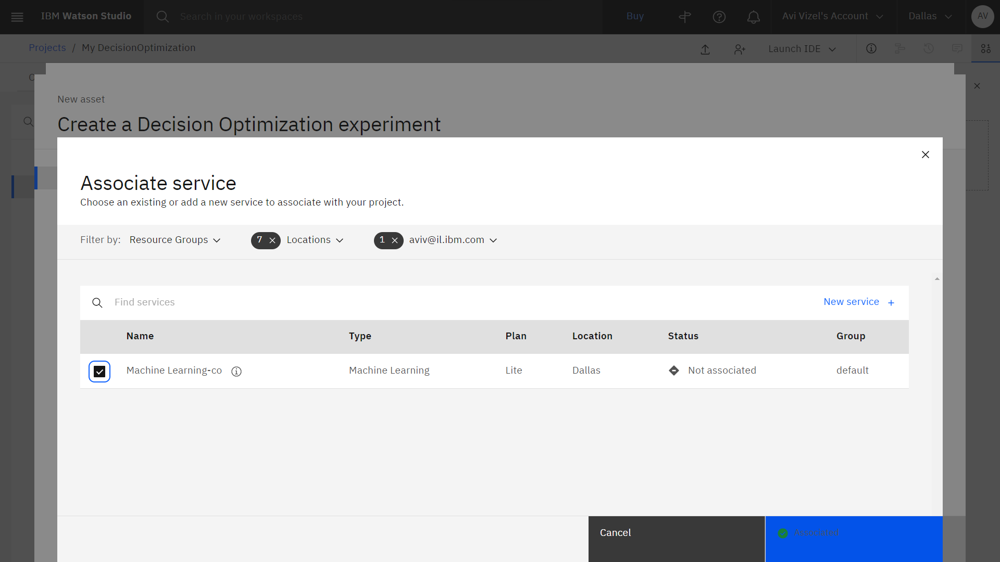 IBM Watson Studio
Search in your workspaces
Buy
Avi Vizel's Account
Dallas
AV
Projects / My DecisionOptimization
Launch IDE
New asset
Create a Decision Optimization experiment
Associate service
Choose an existing or add a new service to associate with your project.
Filter by: Resource Groups
7 Locations
1 aviv@il.ibm.com
Find services
New service +
Name Type Plan Location Status Group
Machine Learning-co Machine Learning Lite Dallas Not associated default
Cancel
Associated